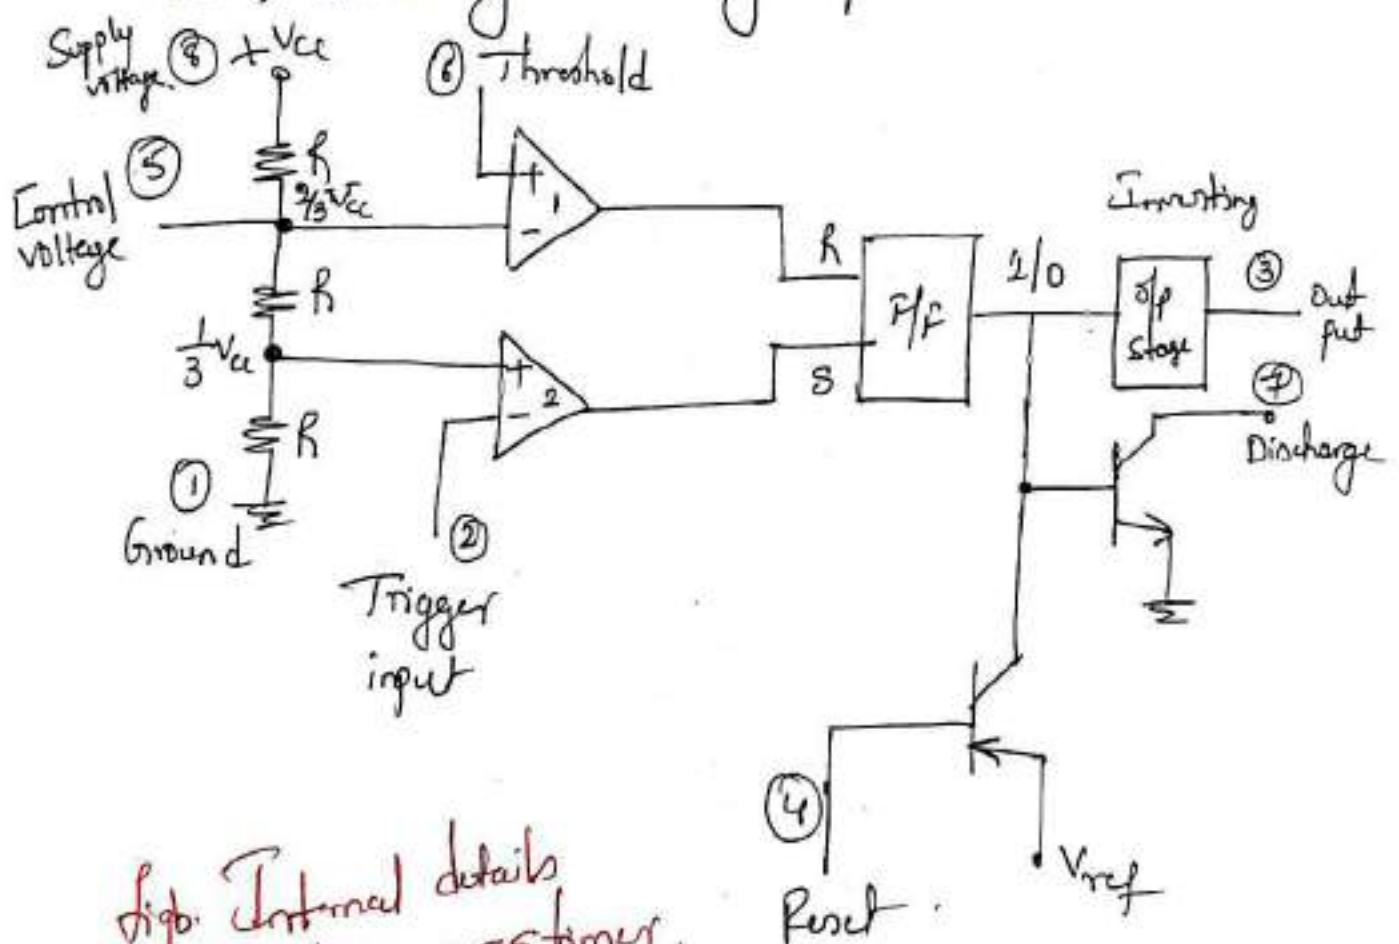 Supply
voltage.
⑧ + Vcc
⑥ Threshold
R
⑤
Control
voltage
2/3 Vcc
+
1
-
R
1/3 Vcc
+
2
-
R
①
Ground
②
Trigger
input
R
S
F/F
1/0
Inverting
O/P
Stage
③
Out
put
⑦
Discharge
④
Reset.
Vref
fig. Internal details
timer.